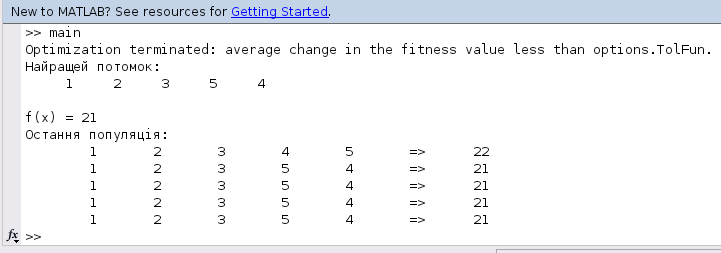 New to MATLAB? See resources for Getting Started.
>> main
Optimization terminated: average change in the fitness value less than options.TolFun.
Найращей потомок:
1 2 3 5 4
f(x) = 21
Остання популяція:
1 2 3 4 5 => 22
1 2 3 5 4 => 21
1 2 3 5 4 => 21
1 2 3 5 4 => 21
1 2 3 5 4 => 21
fx >>